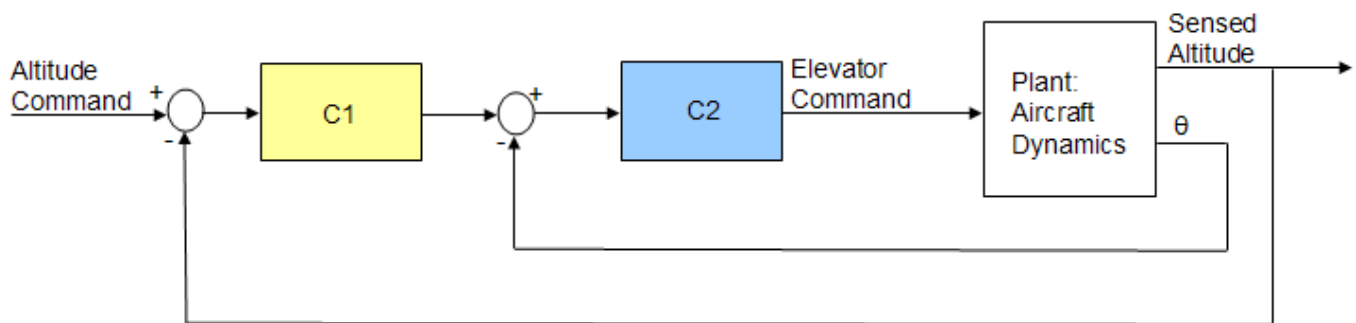 Altitude
Command
+
-
C1
+
-
C2
Elevator
Command
Plant:
Aircraft
Dynamics
Sensed
Altitude
θ